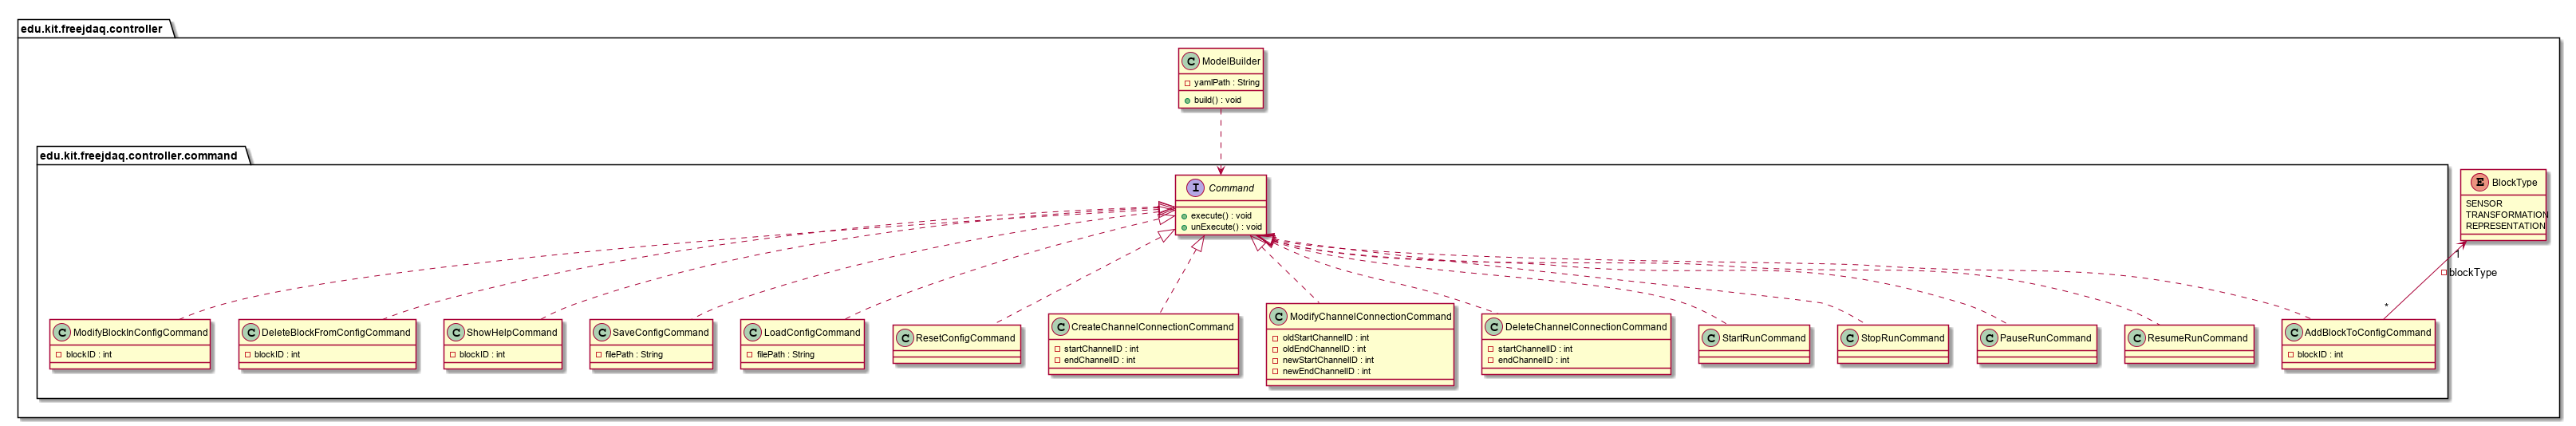 edu.kit.freejdaq.controller
C ModelBuilder
yamlPath : String
build() : void
edu.kit.freejdaq.controller.command
I Command
execute() : void
unExecute() : void
E BlockType
SENSOR
TRANSFORMATION
REPRESENTATION
1
blockType
*
C ModifyBlockInConfigCommand
blockID : int
C DeleteBlockFromConfigCommand
blockID : int
C ShowHelpCommand
blockID : int
C SaveConfigCommand
filePath : String
C LoadConfigCommand
filePath : String
C ResetConfigCommand
C CreateChannelConnectionCommand
startChannelID : int
endChannelID : int
C ModifyChannelConnectionCommand
oldStartChannelID : int
oldEndChannelID : int
newStartChannelID : int
newEndChannelID : int
C DeleteChannelConnectionCommand
startChannelID : int
endChannelID : int
C StartRunCommand
C StopRunCommand
C PauseRunCommand
C ResumeRunCommand
C AddBlockToConfigCommand
blockID : int